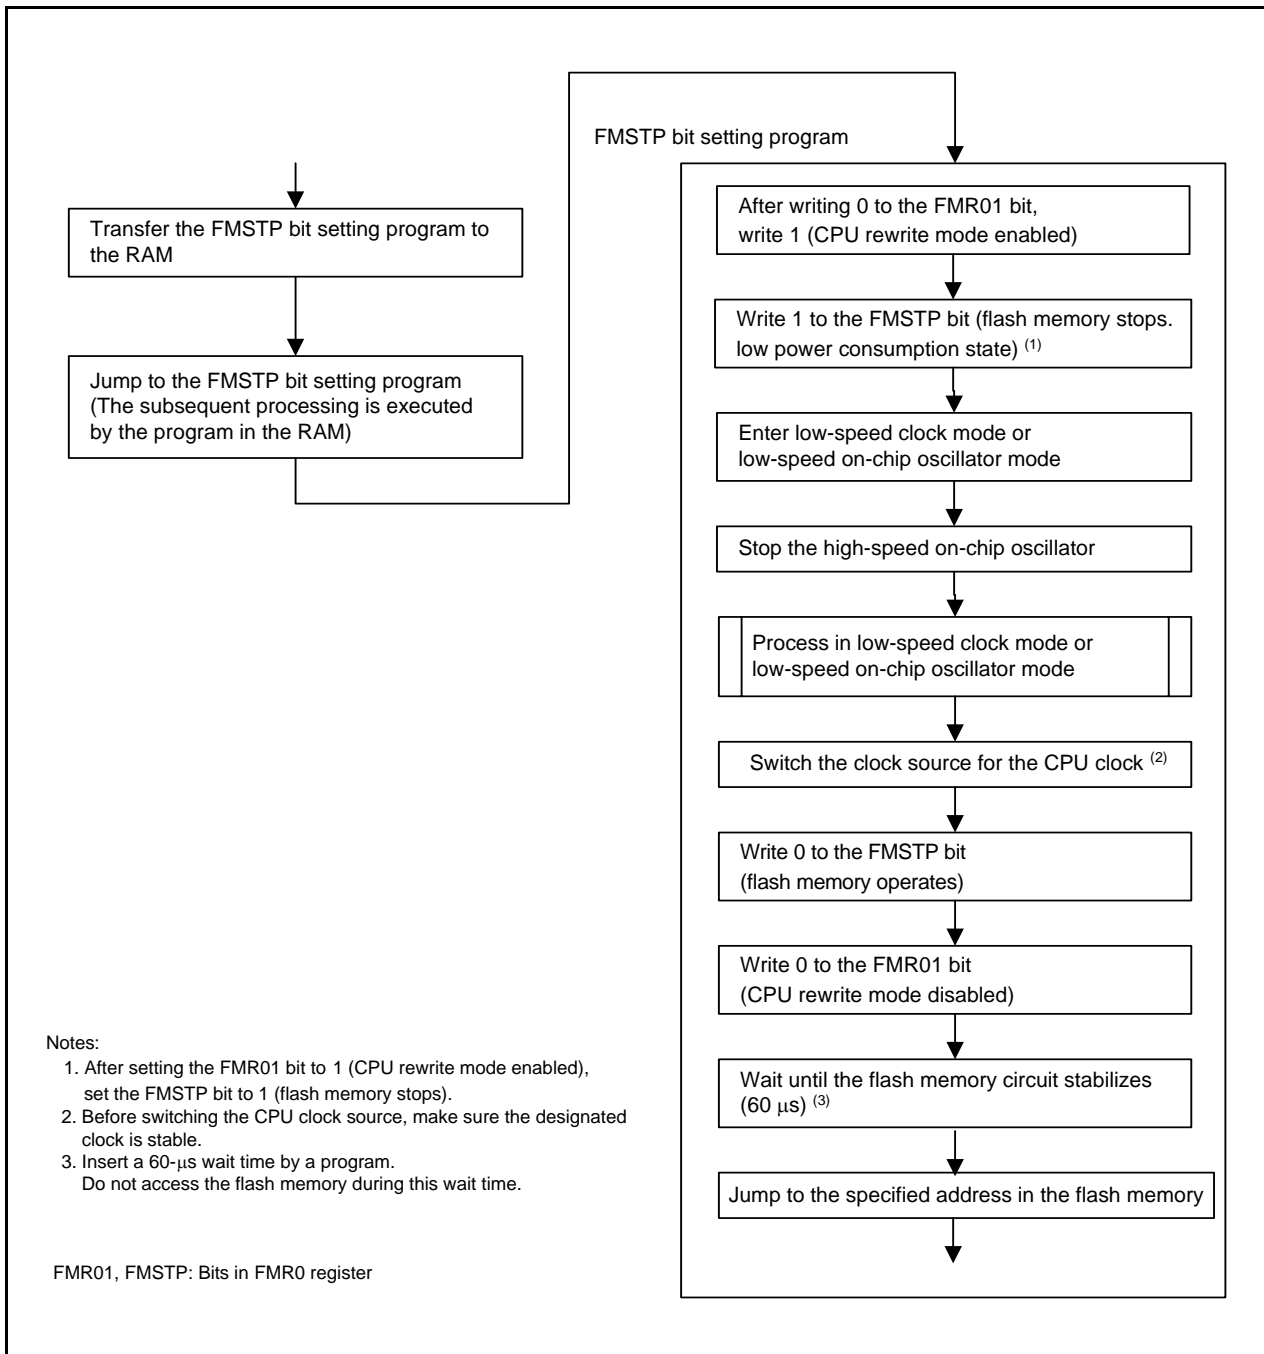 Transfer the FMSTP bit setting program to
the RAM
Jump to the FMSTP bit setting program
(The subsequent processing is executed
by the program in the RAM)
FMSTP bit setting program
After writing 0 to the FMR01 bit,
write 1 (CPU rewrite mode enabled)
Write 1 to the FMSTP bit (flash memory stops.
low power consumption state) (1)
Enter low-speed clock mode or
low-speed on-chip oscillator mode
Stop the high-speed on-chip oscillator
Process in low-speed clock mode or
low-speed on-chip oscillator mode
Switch the clock source for the CPU clock (2)
Write 0 to the FMSTP bit
(flash memory operates)
Write 0 to the FMR01 bit
(CPU rewrite mode disabled)
Wait until the flash memory circuit stabilizes
(60 μs) (3)
Jump to the specified address in the flash memory
Notes:
1. After setting the FMR01 bit to 1 (CPU rewrite mode enabled),
set the FMSTP bit to 1 (flash memory stops).
2. Before switching the CPU clock source, make sure the designated
clock is stable.
3. Insert a 60-μs wait time by a program.
Do not access the flash memory during this wait time.
FMR01, FMSTP: Bits in FMR0 register